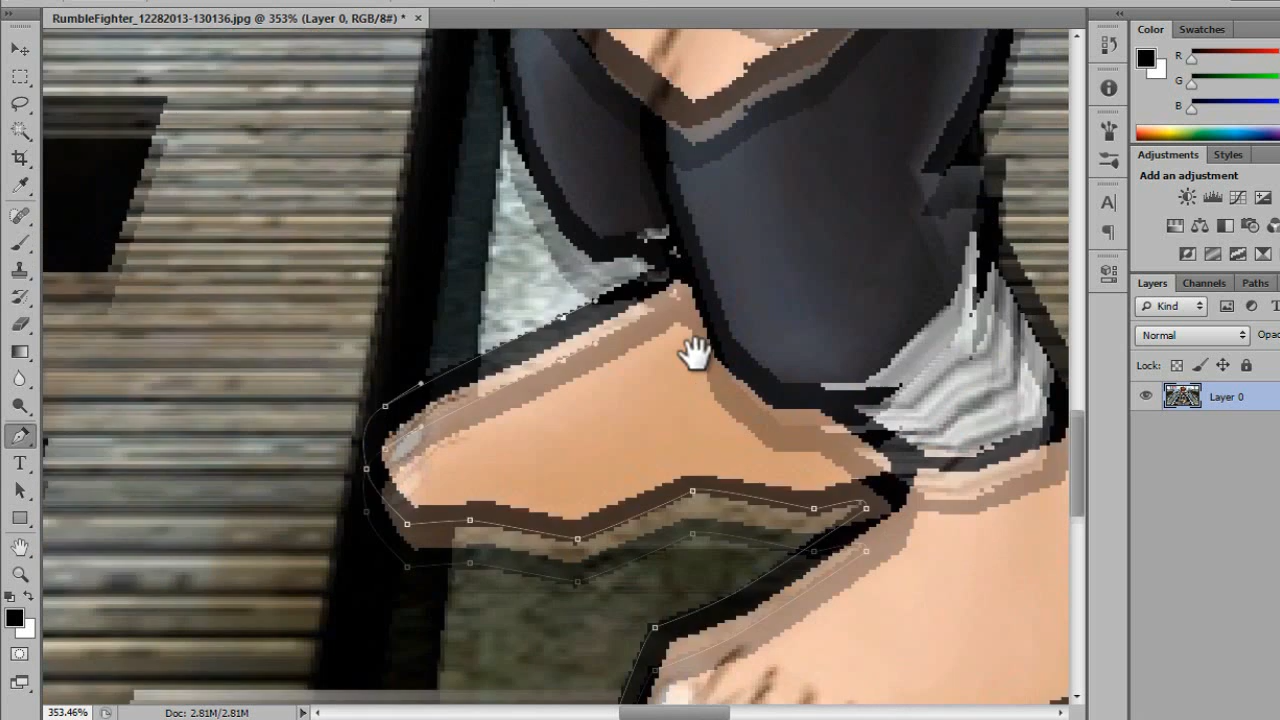 RumbleFighter_12282013-130136.jpg @ 353% (Layer 0, RGB/8#) * ×
Color Swatches
R
G
B
Adjustments Styles
Add an adjustment
Layers Channels Paths
Kind
Normal
Lock:
Layer 0
353.46%
Doc: 2.81M/2.81M